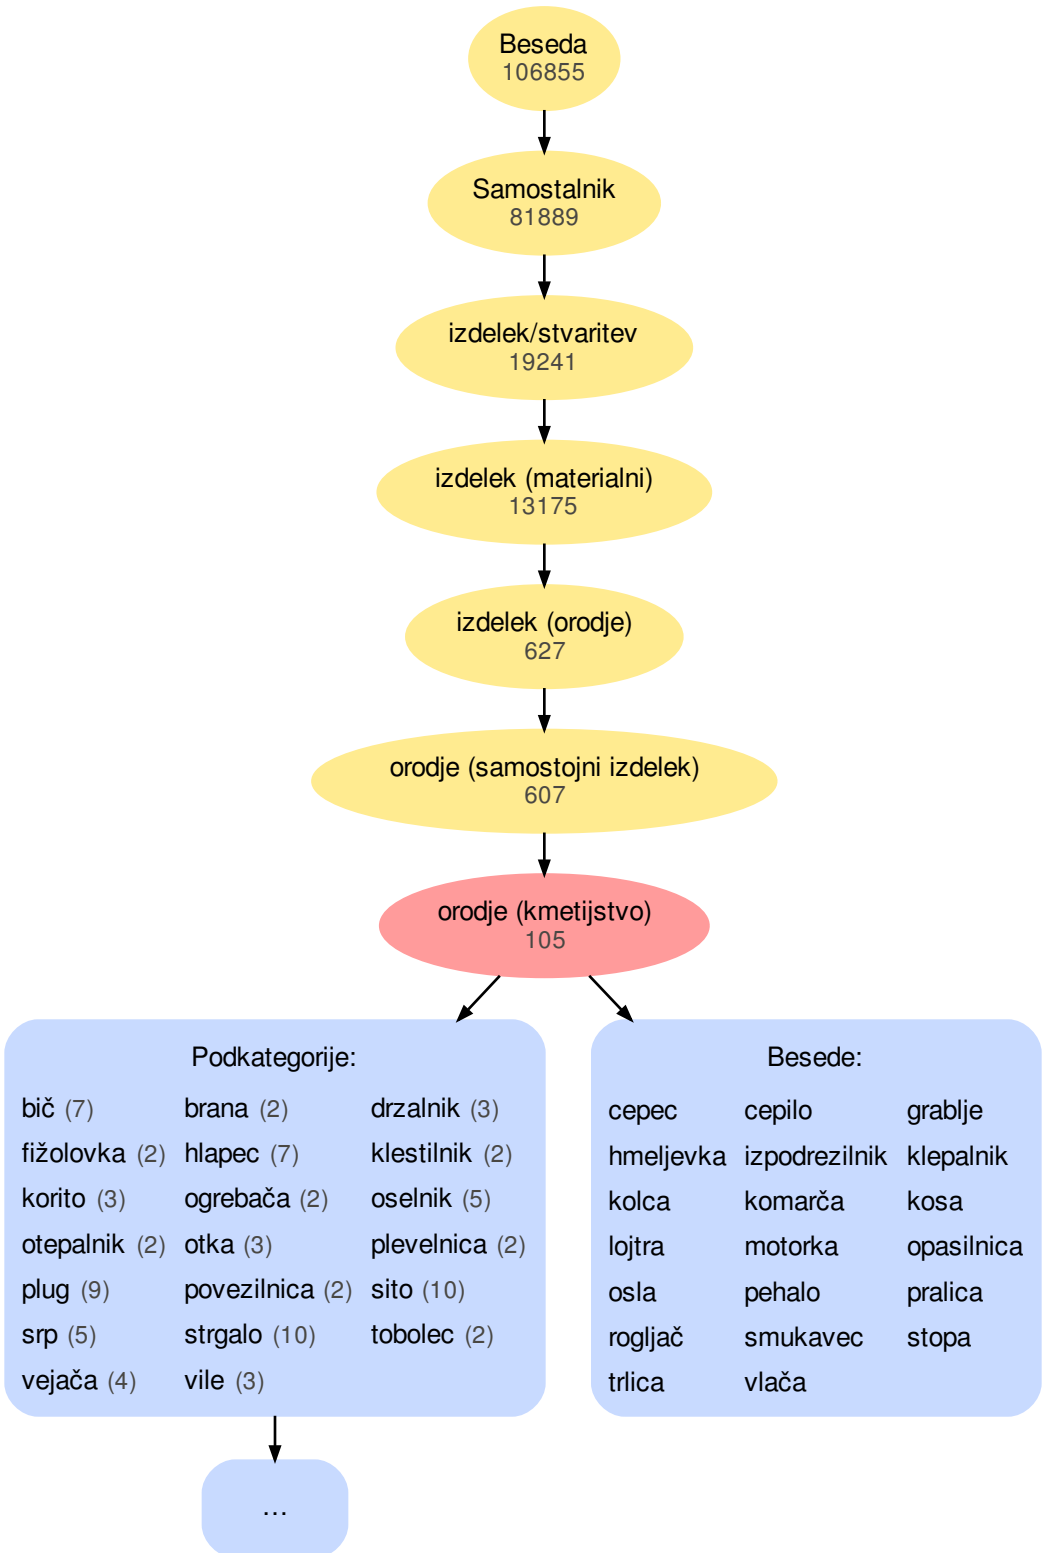 Beseda
106855
Samostalnik
81889
izdelek/stvaritev
19241
izdelek (materialni)
13175
izdelek (orodje)
627
orodje (samostojni izdelek)
607
orodje (kmetijstvo)
105
Podkategorije:
bič (7) brana (2) drzalnik (3)
fižolovka (2) hlapec (7) klestilnik (2)
korito (3) ogrebača (2) oselnik (5)
otepalnik (2) otka (3) plevelnica (2)
plug (9) povezilnica (2) sito (10)
srp (5) strgalo (10) tobolec (2)
vejača (4) vile (3)
…
Besede:
cepec cepilo grablje
hmeljevka izpodrezilnik klepalnik
kolca komarča kosa
lojtra motorka opasilnica
osla pehalo pralica
rogljač smukavec stopa
trlica vlača